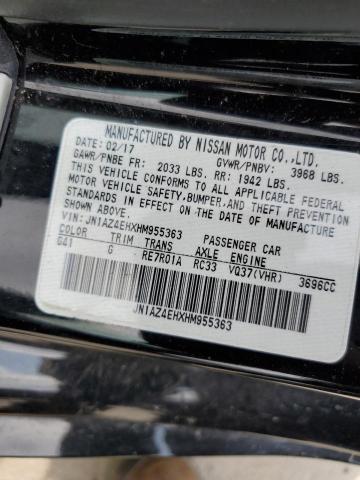 MANUFACTURED BY NISSAN MOTOR CO.,LTD.
DATE: 02/17 GVWR/PNBV: 3968 LBS.
GAWR/PNBE FR: 2033 LBS. RR: 1942 LBS.
THIS VEHICLE CONFORMS TO ALL APPLICABLE FEDERAL
MOTOR VEHICLE SAFETY,BUMPER,AND THEFT PREVENTION
STANDARDS IN EFFECT ON THE DATE OF MANUFACTURE
SHOWN ABOVE.
VIN: JN1AZ4EHXHM955363 PASSENGER CAR
COLOR TRIM TRANS AXLE ENGINE
G41 G RE7R01A RC33 VQ37(VHR) 3696CC
JN1AZ4EHXHM955363